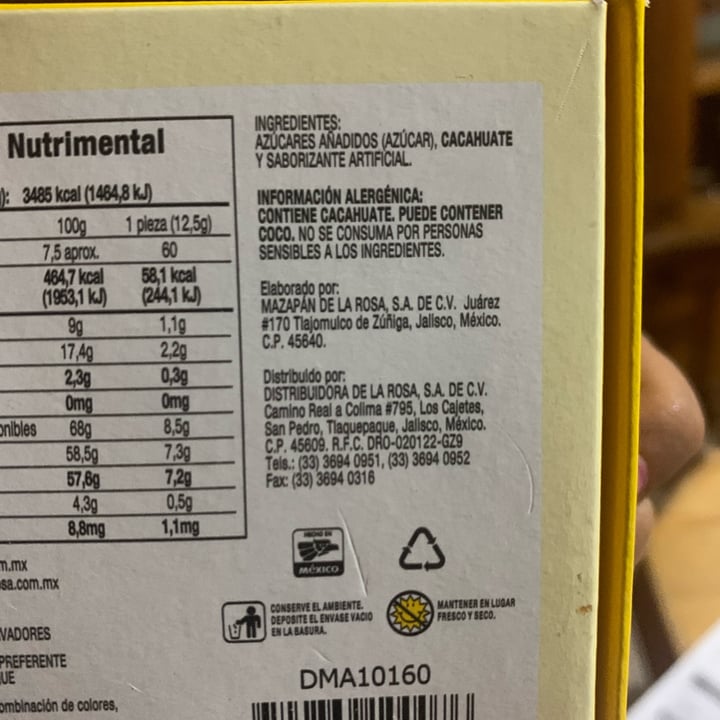 Nutrimental
): 3485 kcal (1464,8 kJ)
100g 1 pieza (12,5g)
7,5 aprox. 60
464,7 kcal 58,1 kcal
(1953,1 kJ) (244,1 kJ)
9g 1,1g
17,4g 2,2g
2,3g 0,3g
0mg 0mg
onibles 68g 8,5g
58,5g 7,3g
57,6g 7,2g
4,3g 0,5g
8,8mg 1,1mg
m.mx
sa.com.mx
VADORES
PREFERENTE
UE
ombinación de colores,
INGREDIENTES:
AZÚCARES AÑADIDOS (AZÚCAR), CACAHUATE
Y SABORIZANTE ARTIFICIAL.
INFORMACIÓN ALERGÉNICA:
CONTIENE CACAHUATE. PUEDE CONTENER
COCO. NO SE CONSUMA POR PERSONAS
SENSIBLES A LOS INGREDIENTES.
Elaborado por:
MAZAPÁN DE LA ROSA, S.A. DE C.V. Juárez
#170 Tlajomulco de Zúñiga, Jalisco, México.
C.P. 45640.
Distribuido por:
DISTRIBUIDORA DE LA ROSA, S.A. DE C.V.
Camino Real a Colima #795, Los Cajetes,
San Pedro, Tlaquepaque, Jalisco, México.
C.P. 45609. R.F.C. DRO-020122-GZ9
Tels.: (33) 3694 0951, (33) 3694 0952
Fax: (33) 3694 0316
HECHO EN
MÉXICO
CONSERVE EL AMBIENTE.
DEPOSITE EL ENVASE VACIO
EN LA BASURA.
MANTENER EN LUGAR
FRESCO Y SECO.
DMA10160